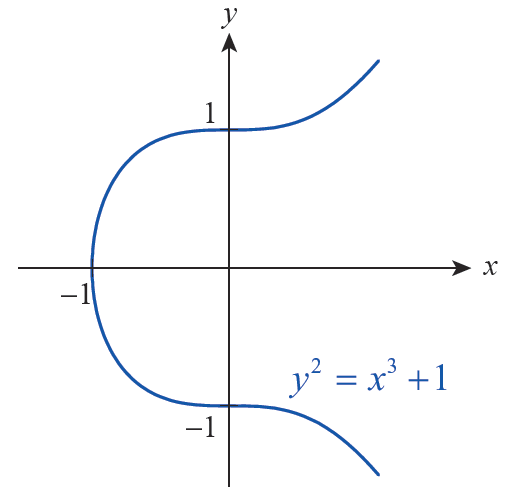 y
1
x
–1
y² = x³ + 1
–1